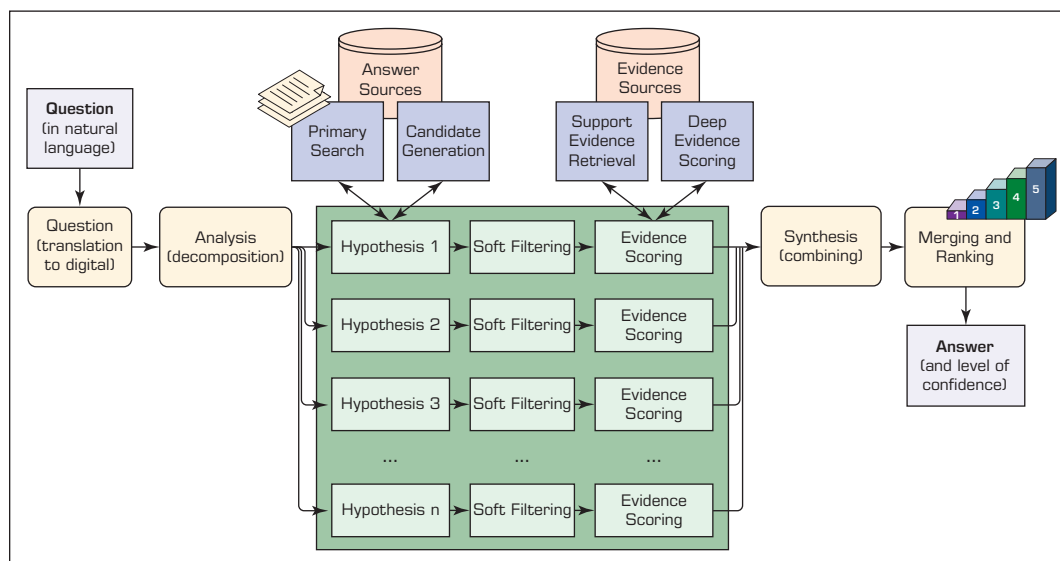 Answer
Sources
Evidence
Sources
Question
(in natural
language)
Primary
Search
Candidate
Generation
Support
Evidence
Retrieval
Deep
Evidence
Scoring
1
2
3
4
5
Question
(translation
to digital)
Analysis
(decomposition)
Hypothesis 1
Soft Filtering
Evidence
Scoring
Synthesis
(combining)
Merging and
Ranking
Hypothesis 2
Soft Filtering
Evidence
Scoring
Answer
(and level of
confidence)
Hypothesis 3
Soft Filtering
Evidence
Scoring
...
...
...
Hypothesis n
Soft Filtering
Evidence
Scoring